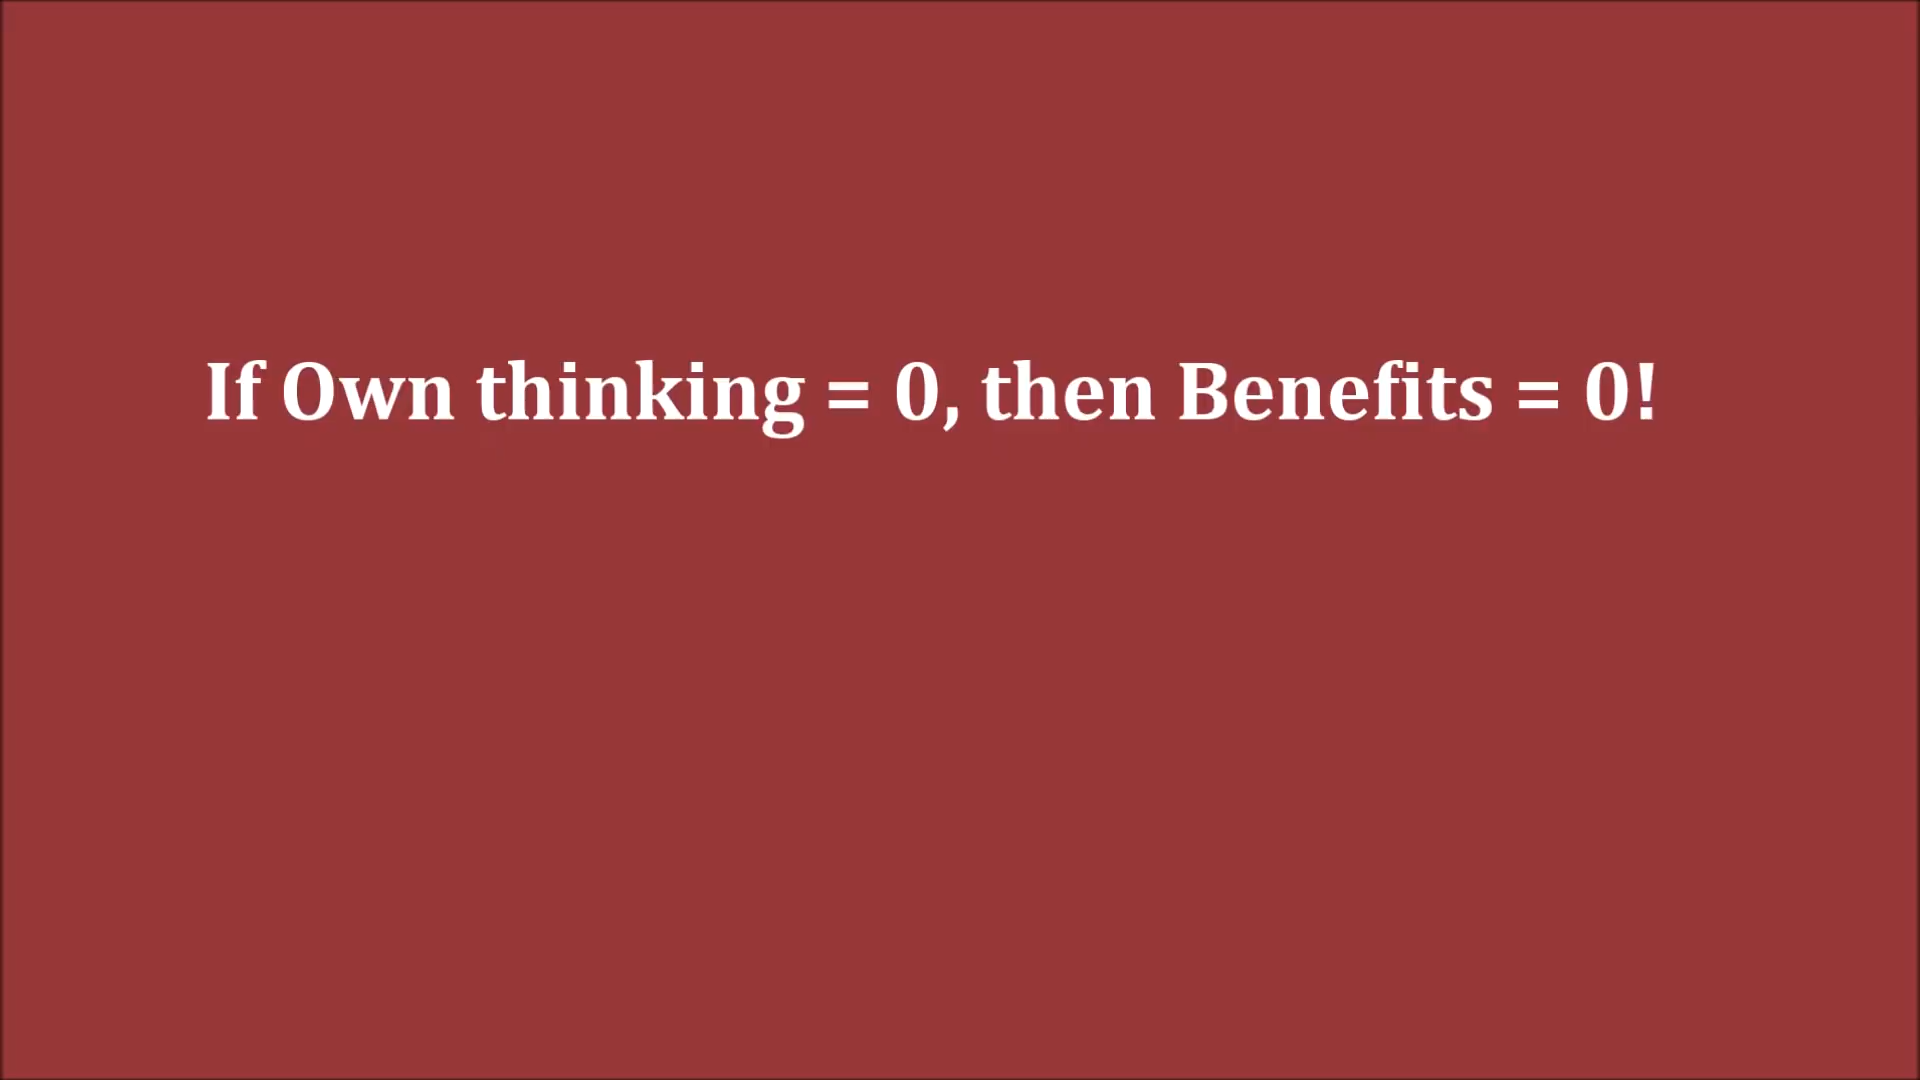 If Own thinking = 0, then Benefits = 0!